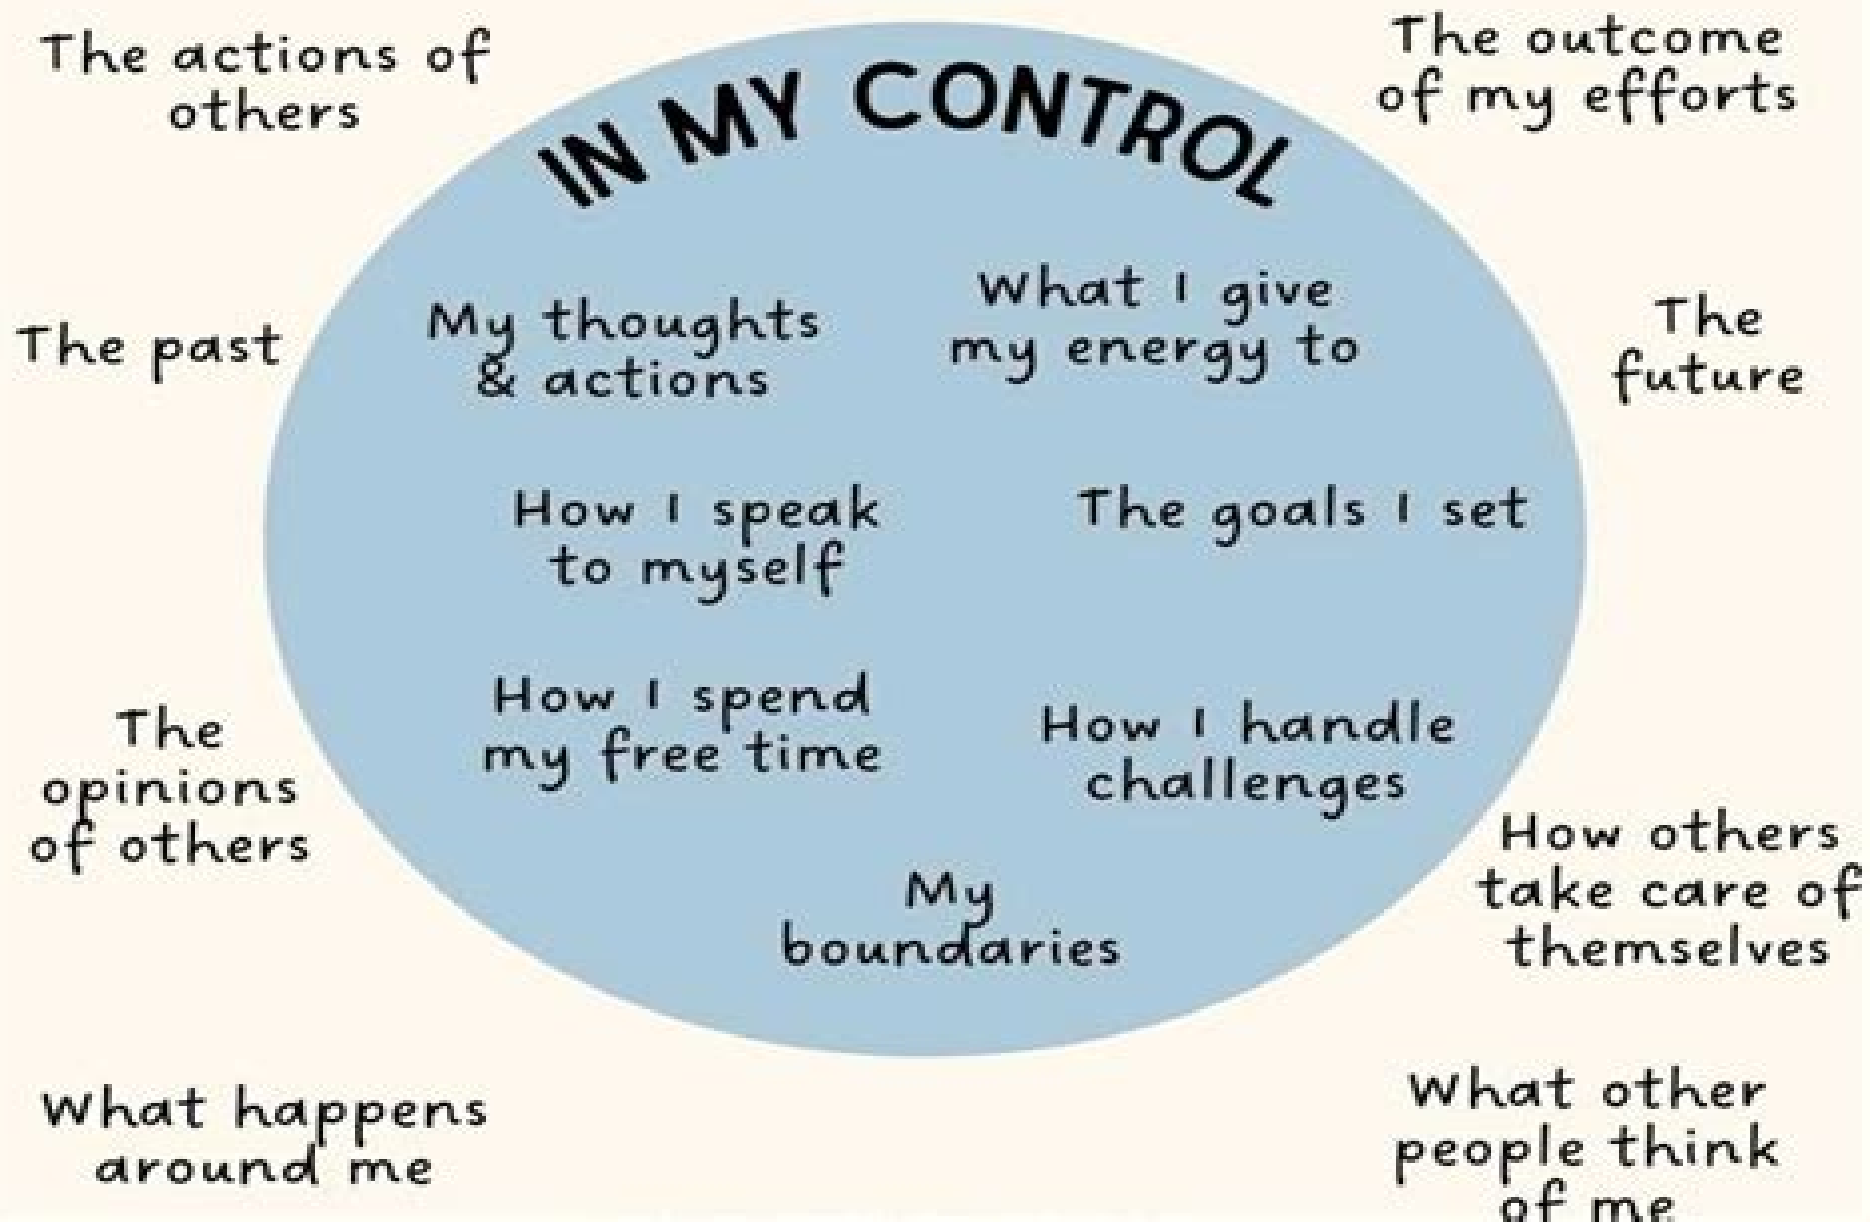 The actions of
others
The outcome
of my efforts
IN MY CONTROL
The past
My thoughts
& actions
What I give
my energy to
The
future
How I speak
to myself
The goals I set
The
opinions
of others
How I spend
my free time
How I handle
challenges
How others
take care of
themselves
My
boundaries
What happens
around me
What other
people think
of me